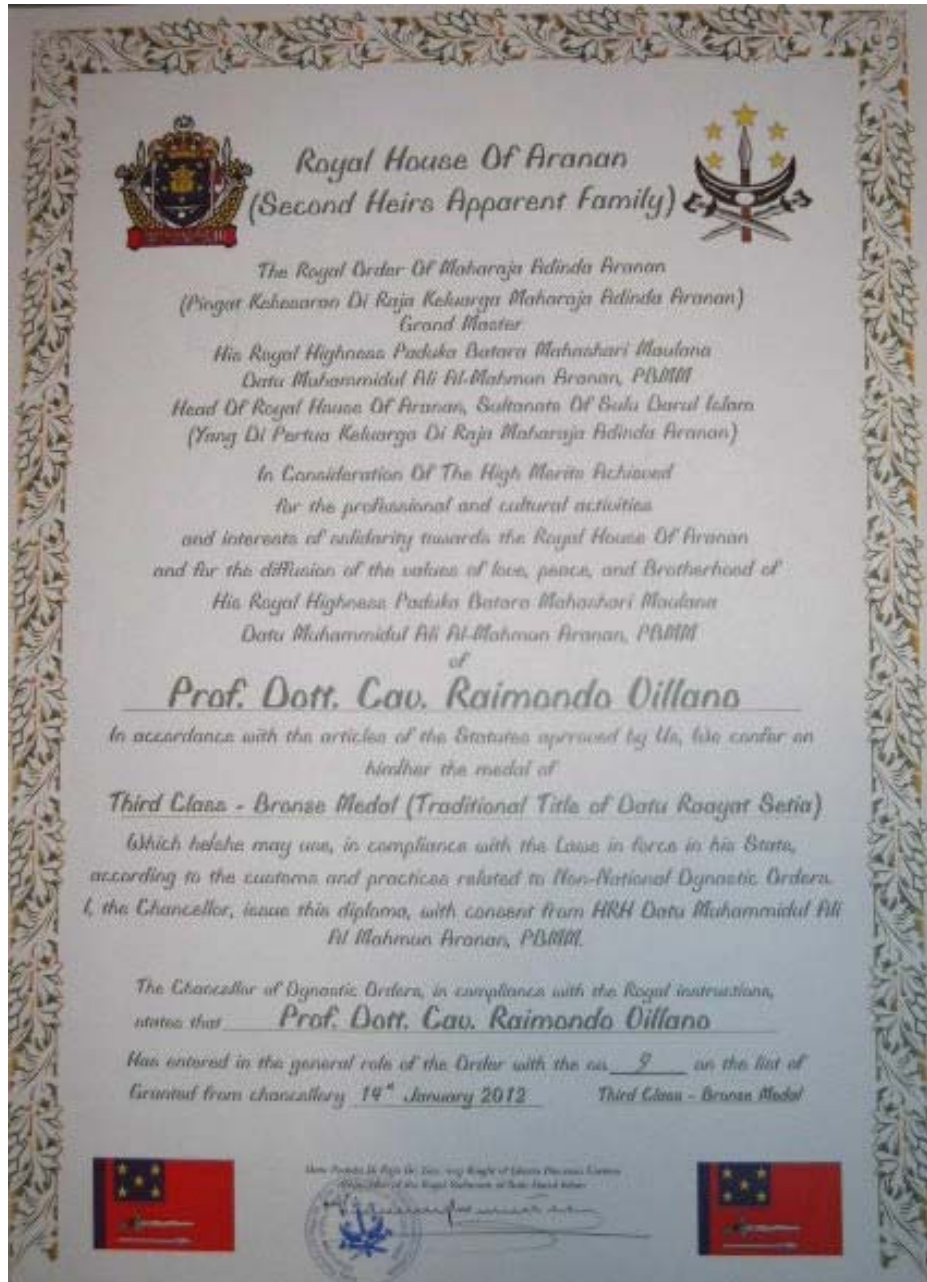 Royal House Of Aranan
(Second Heirs Apparent Family)
The Royal Order Of Maharaja Adinda Aranan
(Pingat Kebesaran Di Raja Keluarga Maharaja Adinda Aranan)
Grand Master
His Royal Highness Paduka Batara Mahashari Maulana
Datu Muhammidul Ali Al-Mahmun Aranan, PBMM
Head Of Royal House Of Aranan, Sultanate Of Sulu Darul Islam
(Yang Di Pertua Keluarga Di Raja Maharaja Adinda Aranan)
In Consideration Of The High Merits Achieved
for the professional and cultural activities
and interests of solidarity towards the Royal House Of Aranan
and for the diffusion of the values of love, peace, and Brotherhood of
His Royal Highness Paduka Batara Mahashari Maulana
Datu Muhammidul Ali Al-Mahmun Aranan, PBMM
of
Prof. Dott. Cav. Raimondo Villano
In accordance with the articles of the Statutes aprroved by Us, We confer on
him/her the medal of
Third Class - Bronse Medal (Traditional Title of Datu Raayat Setia)
Which he/she may use, in compliance with the Laws in force in his State,
according to the customs and practices related to Non-National Dynastic Orders.
I, the Chancellor, issue this diploma, with consent from HRH Datu Muhammidul Ali
Al Mahmun Aranan, PBMM.
The Chancellor of Dynastic Orders, in compliance with the Royal instructions,
states that Prof. Dott. Cav. Raimondo Villano
Has entered in the general role of the Order with the no 9 on the list of
Granted from chancellory 14st January 2012 Third Class - Bronse Medal